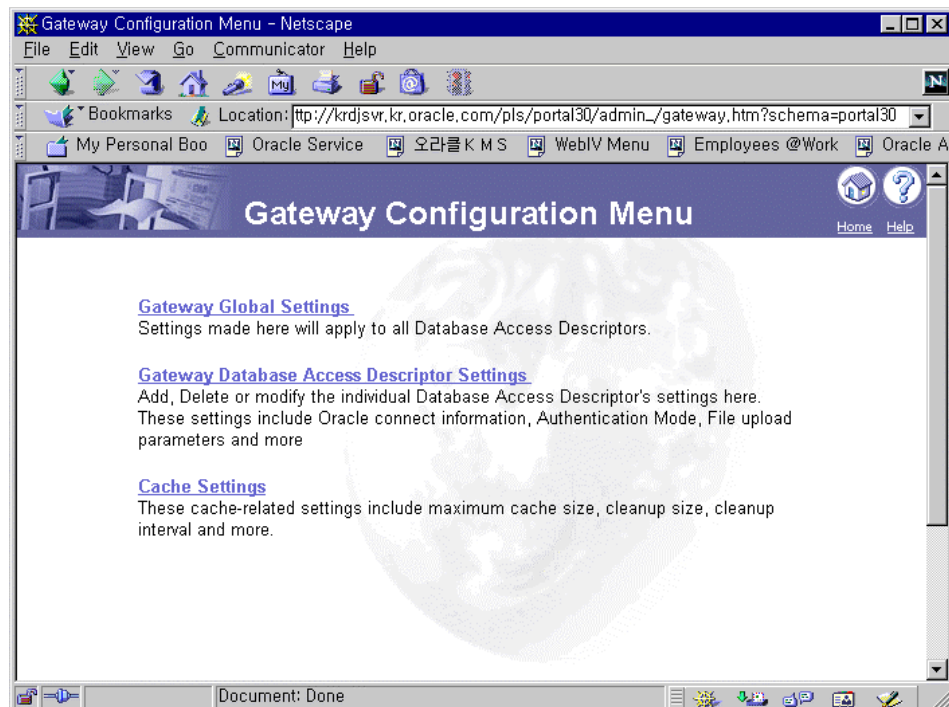 Gateway Configuration Menu - Netscape
File Edit View Go Communicator Help
My
N
Bookmarks Location: ttp://krdjsvr.kr.oracle.com/pls/portal30/admin_/gateway.htm?schema=portal30
My Personal Boo Oracle Service 오라클K M S WebIV Menu Employees @Work Oracle A
Gateway Configuration Menu
Home Help
Gateway Global Settings
Settings made here will apply to all Database Access Descriptors.
Gateway Database Access Descriptor Settings
Add, Delete or modify the individual Database Access Descriptor's settings here.
These settings include Oracle connect information, Authentication Mode, File upload
parameters and more
Cache Settings
These cache-related settings include maximum cache size, cleanup size, cleanup
interval and more.
Document: Done